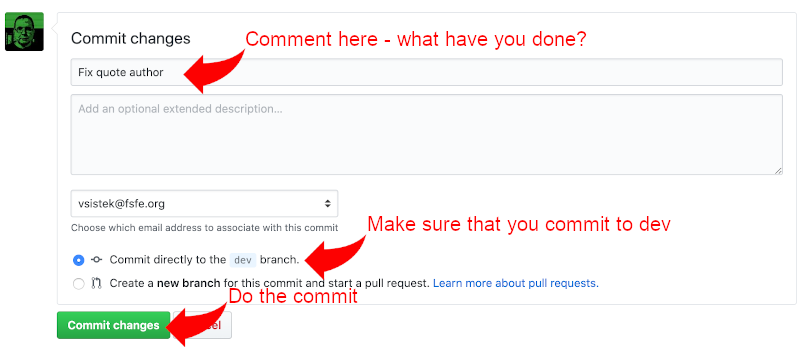 Commit changes
Comment here - what have you done?
Fix quote author
Add an optional extended description...
vsistek@fsfe.org
Choose which email address to associate with this commit
Make sure that you commit to dev
Commit directly to the dev branch.
Create a new branch for this commit and start a pull request. Learn more about pull requests.
Do the commit
Commit changes